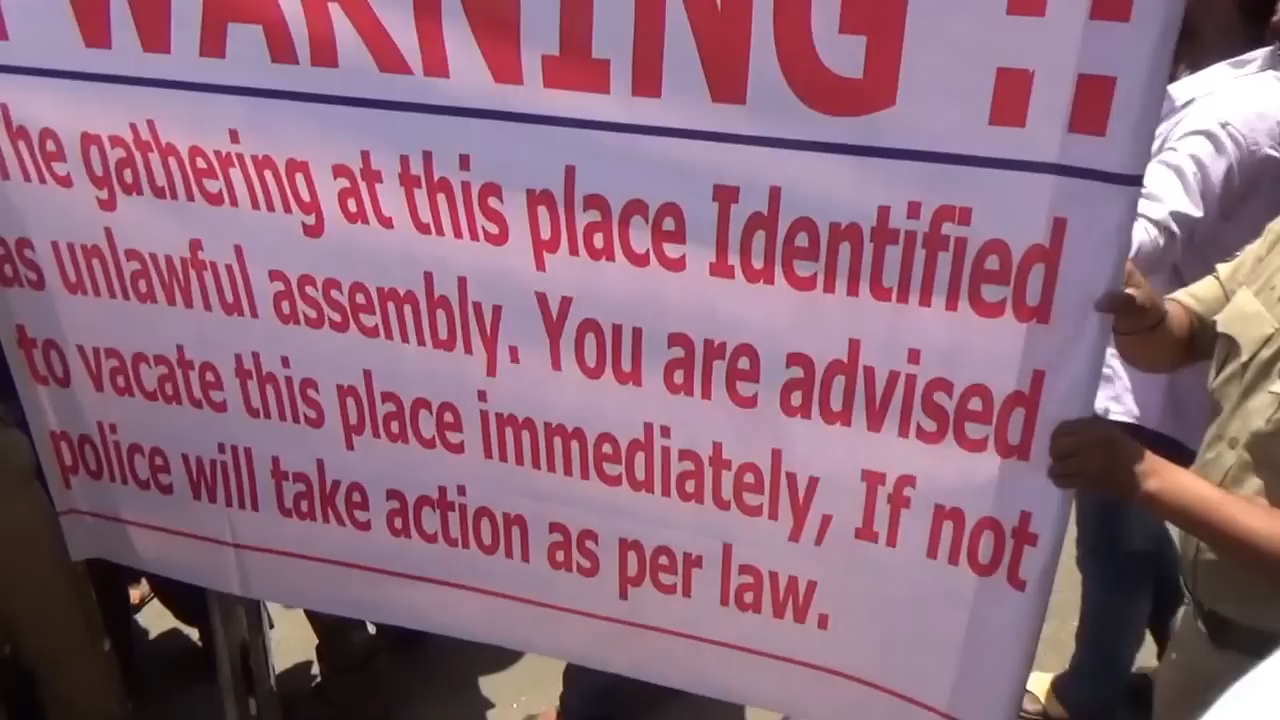 WARNING !!
The gathering at this place Identified
as unlawful assembly. You are advised
to vacate this place immediately, If not
police will take action as per law.